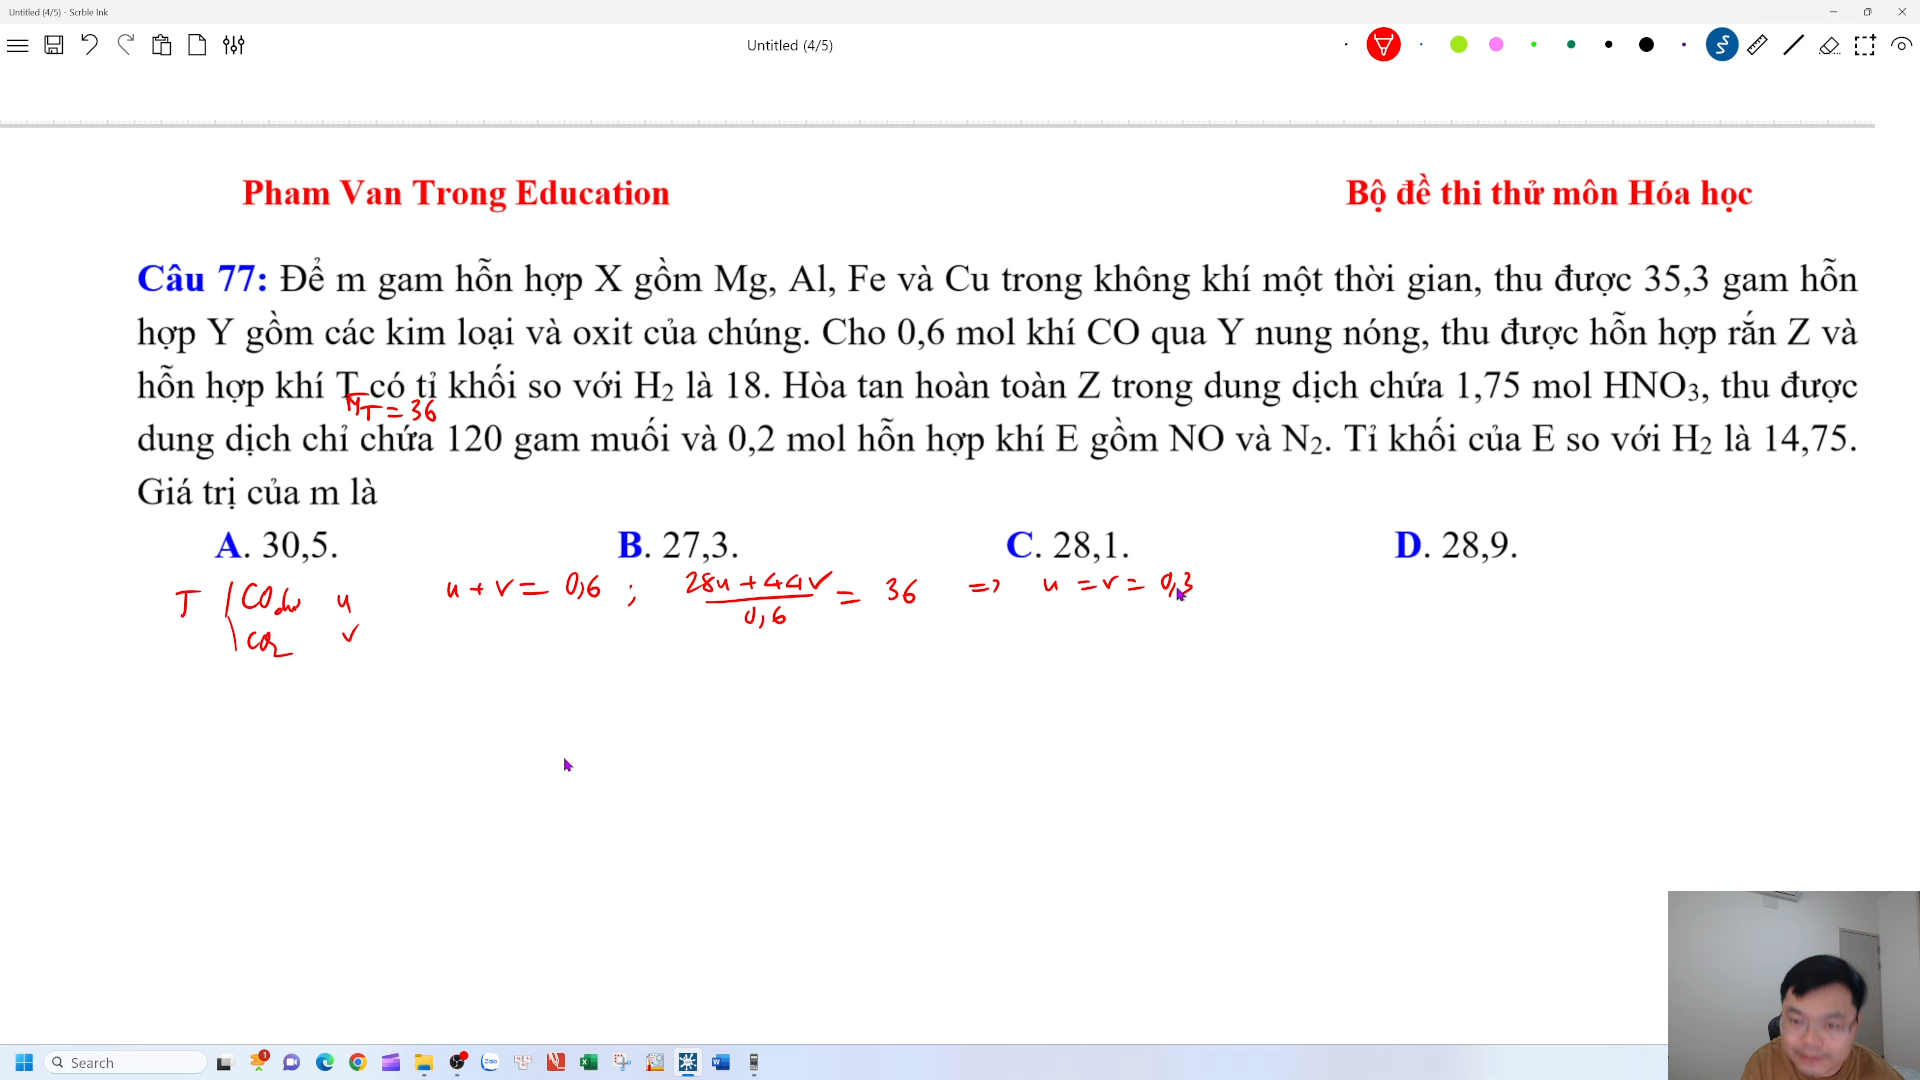 Untitled (4/5) - Scrble Ink
Untitled (4/5)
Pham Van Trong Education
Bộ đề thi thử môn Hóa học
Câu 77: Để m gam hỗn hợp X gồm Mg, Al, Fe và Cu trong không khí một thời gian, thu được 35,3 gam hỗn
hợp Y gồm các kim loại và oxit của chúng. Cho 0,6 mol khí CO qua Y nung nóng, thu được hỗn hợp rắn Z và
hỗn hợp khí T có tỉ khối so với H2 là 18. Hòa tan hoàn toàn Z trong dung dịch chứa 1,75 mol HNO3, thu được
MT = 36
dung dịch chỉ chứa 120 gam muối và 0,2 mol hỗn hợp khí E gồm NO và N2. Tỉ khối của E so với H2 là 14,75.
Giá trị của m là
A. 30,5. B. 27,3. C. 28,1. D. 28,9.
T CO dư u u + v = 0,6 ; 28u + 44v / 0,6 = 36 => u = v = 0,3
CO2 v
Search